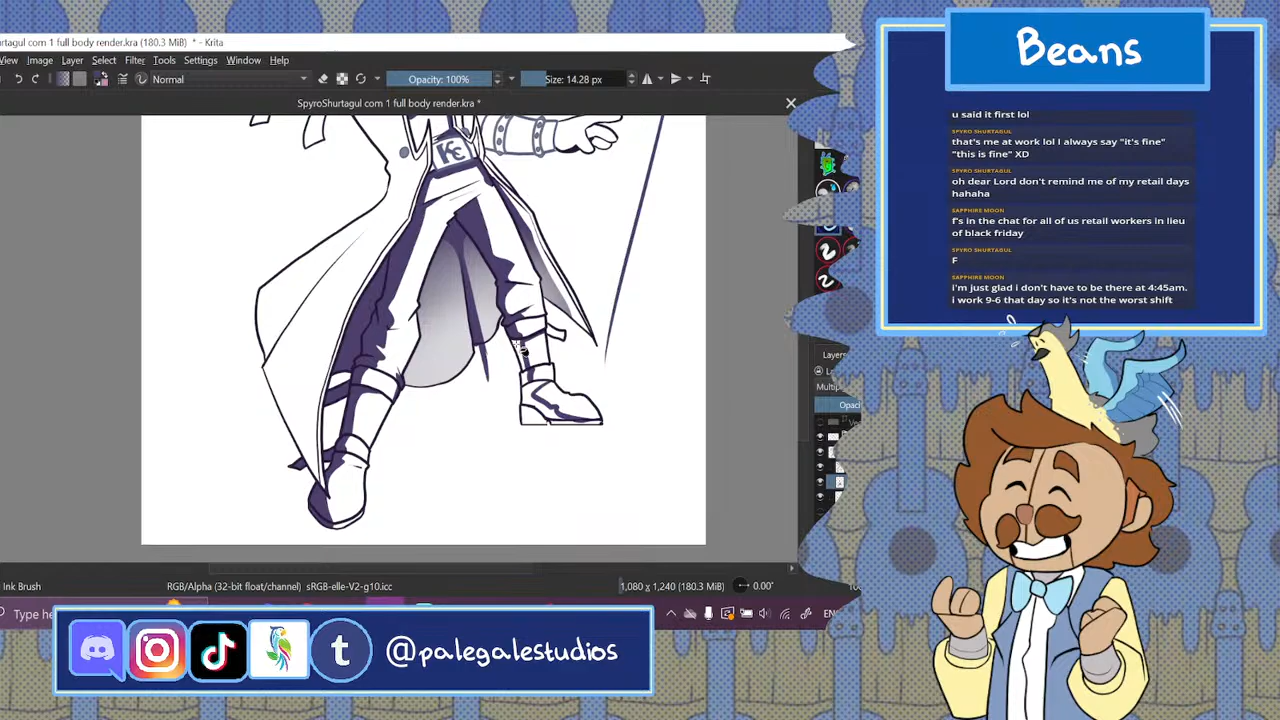 urtagul com 1 full body render.kra (180.3 MiB) * - Krita
View Image Layer Select Filter Tools Settings Window Help
Normal Opacity: 100% Size: 14.28 px
SpyroShurtagul com 1 full body render.kra *
KC
Layers
Multip
Opac
Ink Brush RGB/Alpha (32-bit float/channel) sRGB-elle-V2-g10.icc 1,080 x 1,240 (180.3 MiB) 0.00°
Type he
EN
t @palegalestudios
Beans
u said it first lol
SPYRO SHURTAGUL
that's me at work lol I always say "it's fine"
"this is fine" XD
SPYRO SHURTAGUL
oh dear Lord don't remind me of my retail days
hahaha
SAPPHIRE MOON
f's in the chat for all of us retail workers in lieu
of black friday
SPYRO SHURTAGUL
F
SAPPHIRE MOON
i'm just glad i don't have to be there at 4:45am.
i work 9-6 that day so it's not the worst shift